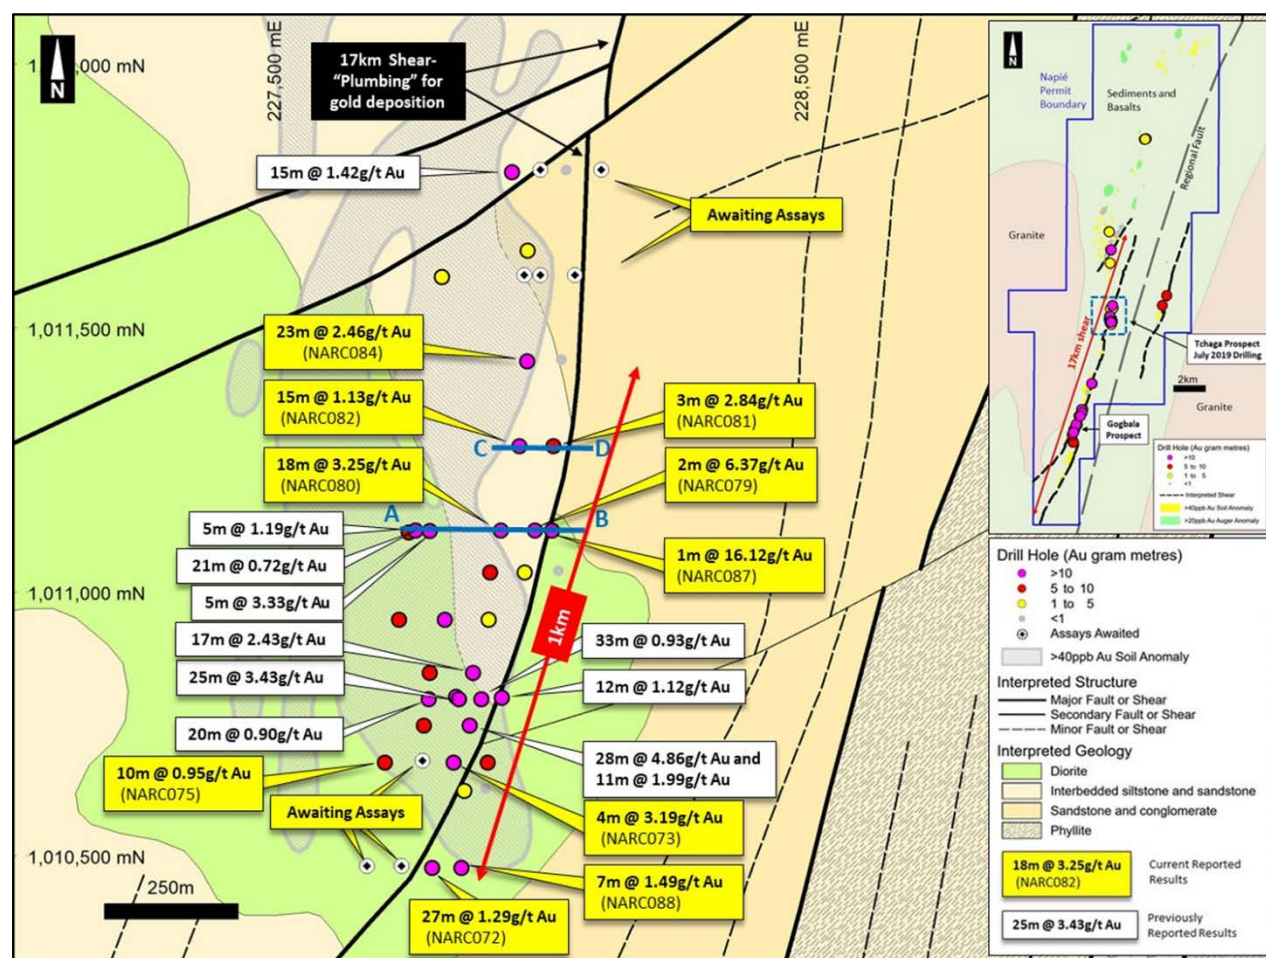 N
1,012,000 mN
227,500 mE
228,500 mE
17km Shear-
"Plumbing" for
gold deposition
15m @ 1.42g/t Au
Awaiting Assays
1,011,500 mN
23m @ 2.46g/t Au
(NARC084)
15m @ 1.13g/t Au
(NARC082)
3m @ 2.84g/t Au
(NARC081)
C
D
18m @ 3.25g/t Au
(NARC080)
2m @ 6.37g/t Au
(NARC079)
A
B
5m @ 1.19g/t Au
21m @ 0.72g/t Au
1m @ 16.12g/t Au
(NARC087)
5m @ 3.33g/t Au
1,011,000 mN
1km
17m @ 2.43g/t Au
33m @ 0.93g/t Au
25m @ 3.43g/t Au
12m @ 1.12g/t Au
20m @ 0.90g/t Au
28m @ 4.86g/t Au and
11m @ 1.99g/t Au
10m @ 0.95g/t Au
(NARC075)
Awaiting Assays
4m @ 3.19g/t Au
(NARC073)
1,010,500 mN
7m @ 1.49g/t Au
(NARC088)
250m
27m @ 1.29g/t Au
(NARC072)
N
Napié
Permit
Boundary
Sediments and
Basalts
Regional Fault
Granite
17km shear
Tchaga Prospect
July 2019 Drilling
2km
Granite
Gogbala
Prospect
Drill Hole (Au gram metres)
>10
5 to 10
1 to 5
<1
Interpreted Shear
>40ppb Au Soil Anomaly
>20ppb Au Auger Anomaly
Drill Hole (Au gram metres)
>10
5 to 10
1 to 5
<1
Assays Awaited
>40ppb Au Soil Anomaly
Interpreted Structure
Major Fault or Shear
Secondary Fault or Shear
Minor Fault or Shear
Interpreted Geology
Diorite
Interbedded siltstone and sandstone
Sandstone and conglomerate
Phyllite
18m @ 3.25g/t Au
(NARC082)
Current Reported
Results
25m @ 3.43g/t Au
Previously
Reported Results